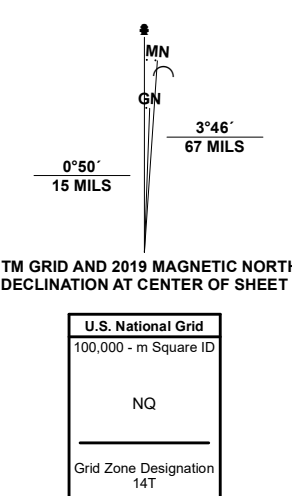 MN
GN
3°46´
67 MILS
0°50´
15 MILS
TM GRID AND 2019 MAGNETIC NORTH
DECLINATION AT CENTER OF SHEET
U.S. National Grid
100,000 - m Square ID
NQ
Grid Zone Designation
14T